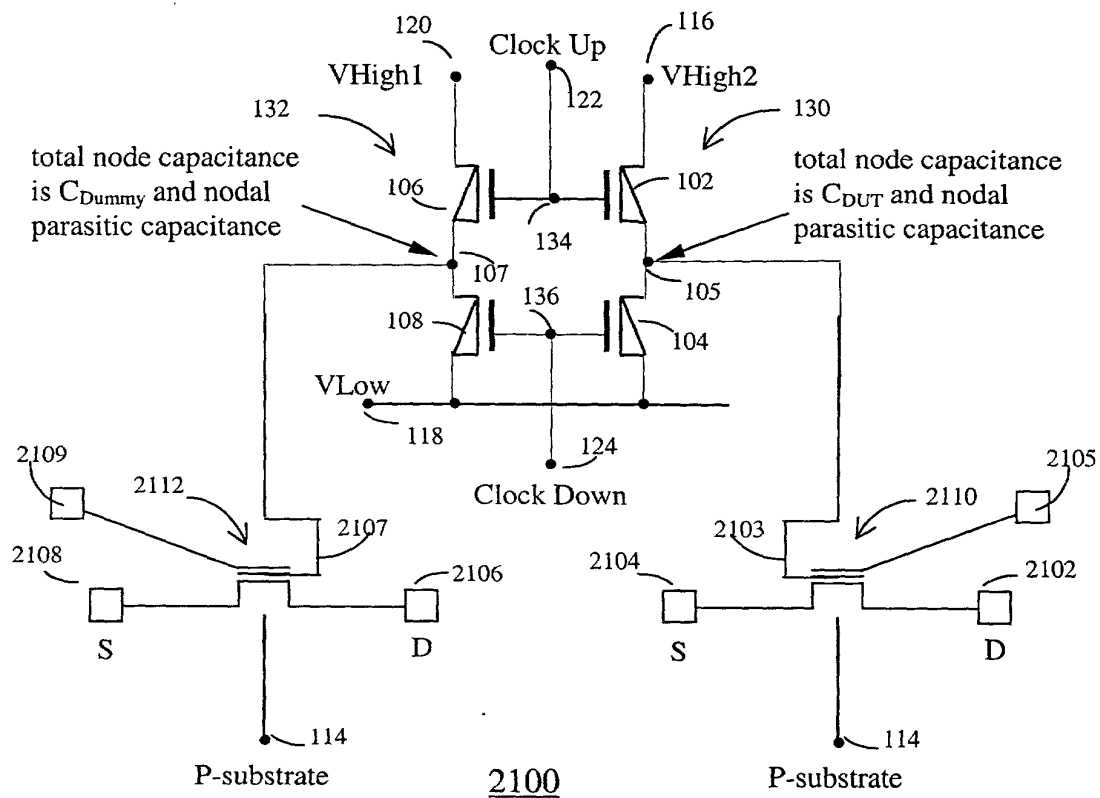 120
Clock Up
116
VHigh1
122
VHigh2
132
130
total node capacitance
is C_Dummy and nodal
parasitic capacitance
total node capacitance
is C_DUT and nodal
parasitic capacitance
106
102
134
107
105
136
108
104
VLow
118
124
Clock Down
2109
2112
2107
2108
2106
S
D
2105
2110
2103
2104
2102
S
D
114
P-substrate
114
P-substrate
2100